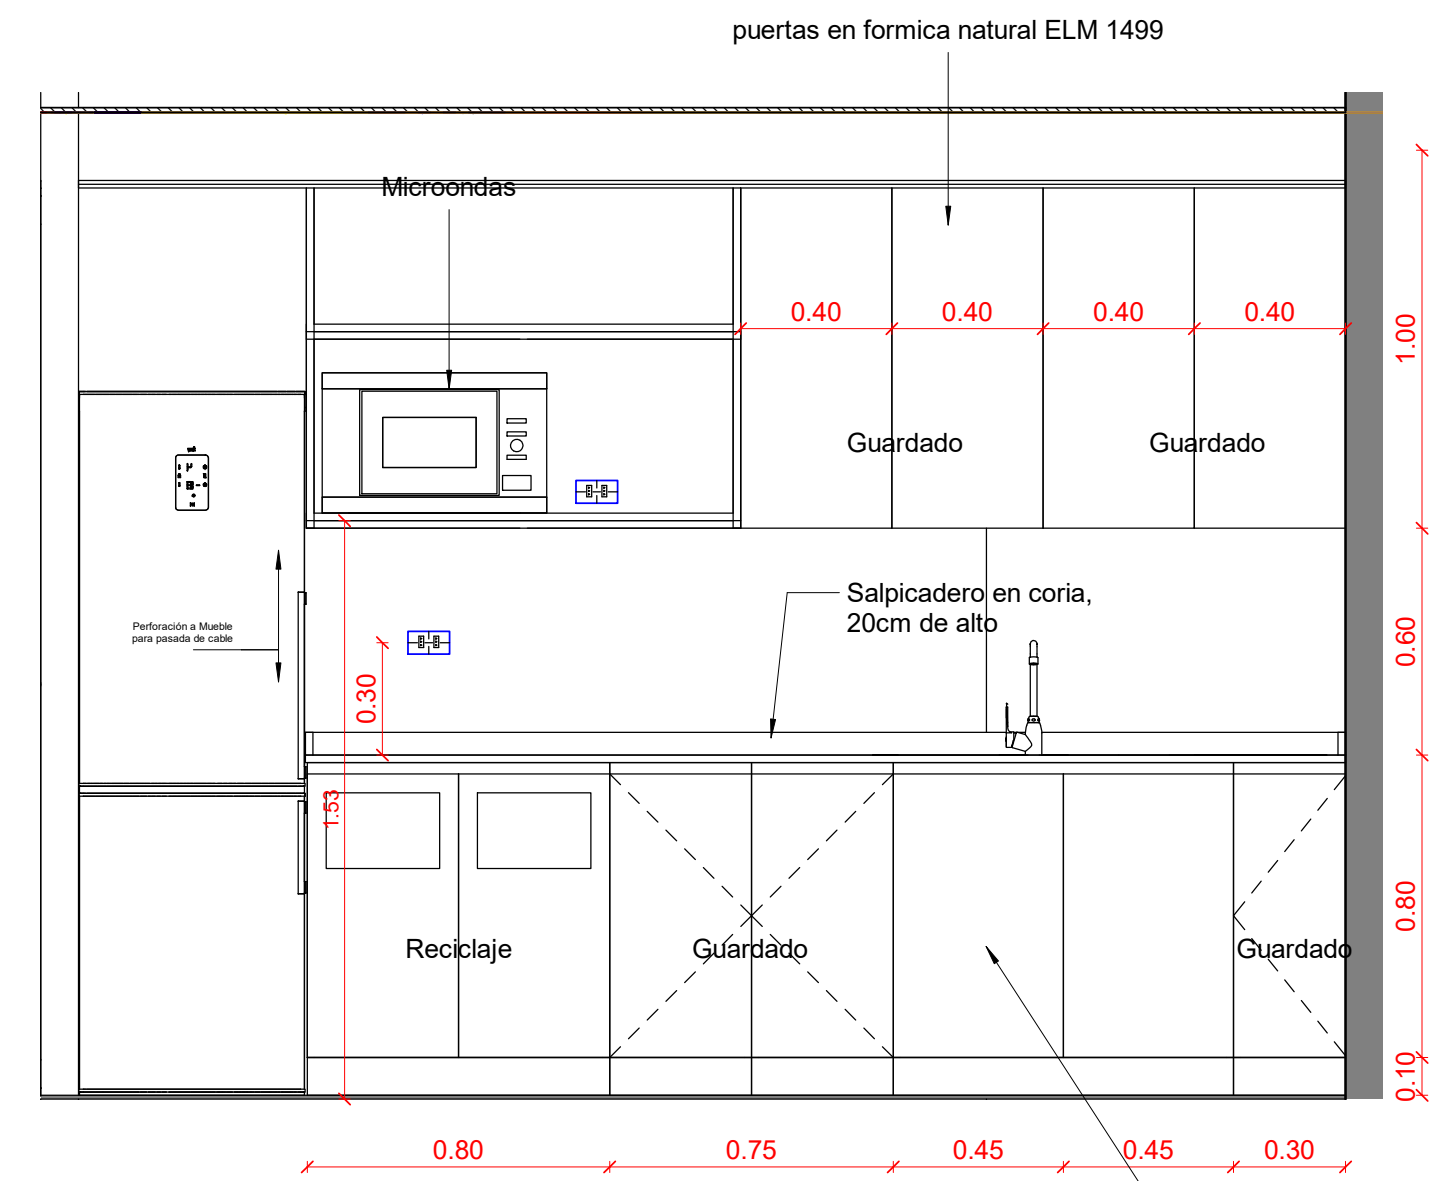 puertas en formica natural ELM 1499
Microondas
0.40
0.40
0.40
0.40
1.00
Guardado
Guardado
Salpicadero en coria,
20cm de alto
Perforación a Mueble
para pasada de cable
0.60
0.30
1.53
0.80
Reciclaje
Guardado
Guardado
0.10
0.80
0.75
0.45
0.45
0.30